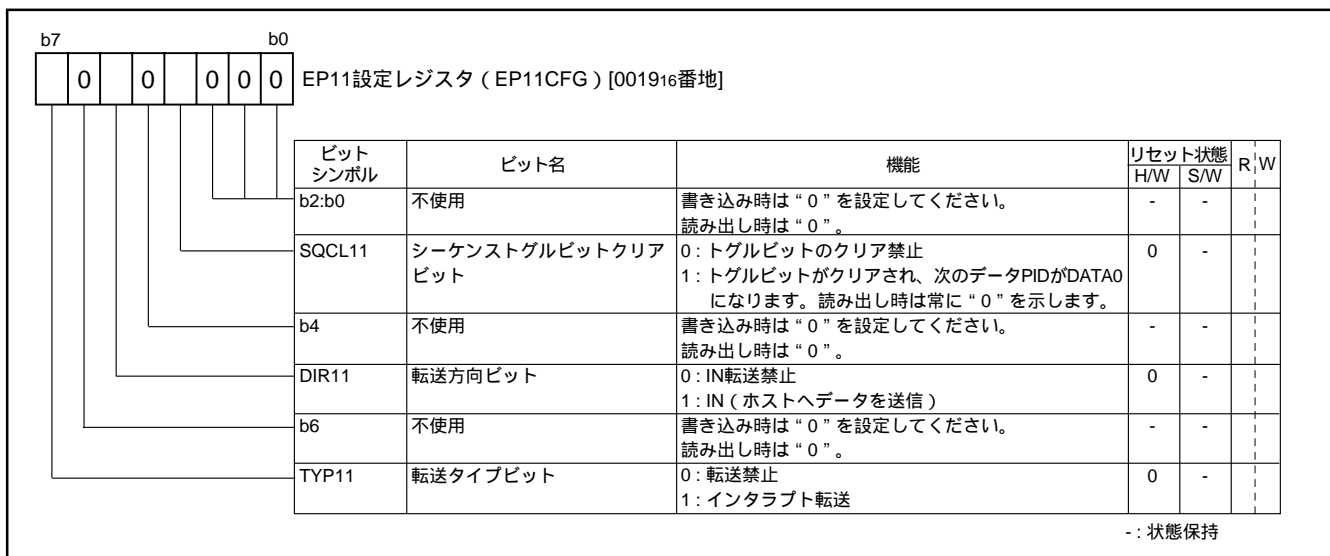 b7 b0
0 0 0 0 0 EP11設定レジスタ（EP11CFG）[001916番地]
ビット
シンボル ビット名 機能 リセット状態 R W
H/W S/W
b2:b0 不使用 書き込み時は“0”を設定してください。 - -
読み出し時は“0”。
SQCL11 シーケンストグルビットクリア 0：トグルビットのクリア禁止 0 -
ビット 1：トグルビットがクリアされ、次のデータPIDがDATA0
になります。読み出し時は常に“0”を示します。
b4 不使用 書き込み時は“0”を設定してください。 - -
読み出し時は“0”。
DIR11 転送方向ビット 0：IN転送禁止 0 -
1：IN（ホストへデータを送信）
b6 不使用 書き込み時は“0”を設定してください。 - -
読み出し時は“0”。
TYP11 転送タイプビット 0：転送禁止 0 -
1：インタラプト転送
-：状態保持